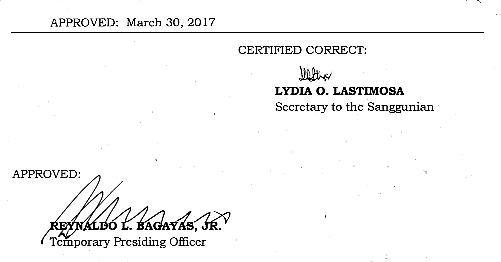 APPROVED: March 30, 2017
CERTIFIED CORRECT:
LYDIA O. LASTIMOSA
Secretary to the Sanggunian
APPROVED:
REYNALDO L. BAGAYAS, JR.
Temporary Presiding Officer